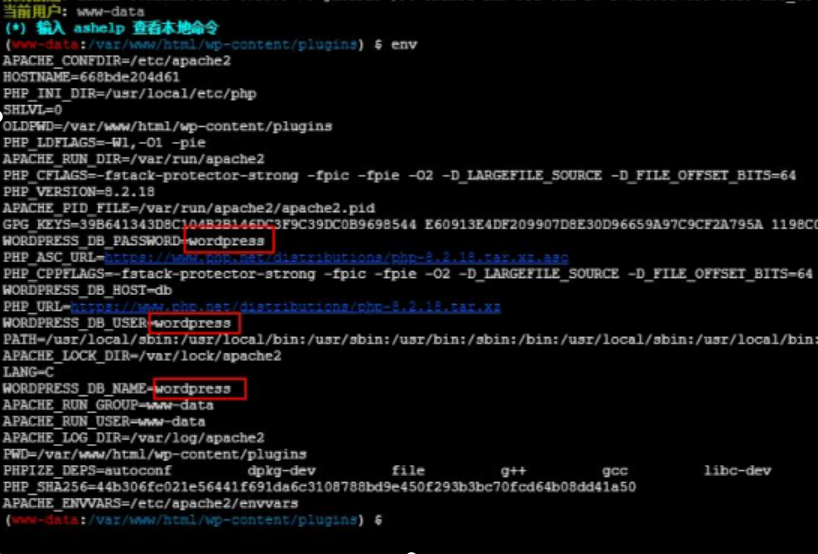 当前用户: www-data
(*) 输入 ashelp 查看本地命令
(www-data:/var/www/html/wp-content/plugins) $ env
APACHE_CONFDIR=/etc/apache2
HOSTNAME=668bde204d61
PHP_INI_DIR=/usr/local/etc/php
SHLVL=0
OLDPWD=/var/www/html/wp-content/plugins
PHP_LDFLAGS=-Wl,-O1 -pie
APACHE_RUN_DIR=/var/run/apache2
PHP_CFLAGS=-fstack-protector-strong -fpic -fpie -O2 -D_LARGEFILE_SOURCE -D_FILE_OFFSET_BITS=64
PHP_VERSION=8.2.18
APACHE_PID_FILE=/var/run/apache2/apache2.pid
GPG_KEYS=39B641343D8C104B2B146DC3F9C39DC0B9698544 E60913E4DF209907D8E30D96659A97C9CF2A795A 1198C0
WORDPRESS_DB_PASSWORD=wordpress
PHP_ASC_URL=https://www.php.net/distributions/php-8.2.18.tar.xz.asc
PHP_CPPFLAGS=-fstack-protector-strong -fpic -fpie -O2 -D_LARGEFILE_SOURCE -D_FILE_OFFSET_BITS=64
WORDPRESS_DB_HOST=db
PHP_URL=https://www.php.net/distributions/php-8.2.18.tar.xz
WORDPRESS_DB_USER=wordpress
PATH=/usr/local/sbin:/usr/local/bin:/usr/sbin:/usr/bin:/sbin:/bin:/usr/local/sbin:/usr/local/bin:
APACHE_LOCK_DIR=/var/lock/apache2
LANG=C
WORDPRESS_DB_NAME=wordpress
APACHE_RUN_GROUP=www-data
APACHE_RUN_USER=www-data
APACHE_LOG_DIR=/var/log/apache2
PWD=/var/www/html/wp-content/plugins
PHPIZE_DEPS=autoconf dpkg-dev file g++ gcc libc-dev
PHP_SHA256=44b306fc021e56441f691da6c3108788bd9e450f293b3bc70fcd64b08dd41a50
APACHE_ENVVARS=/etc/apache2/envvars
(www-data:/var/www/html/wp-content/plugins) $